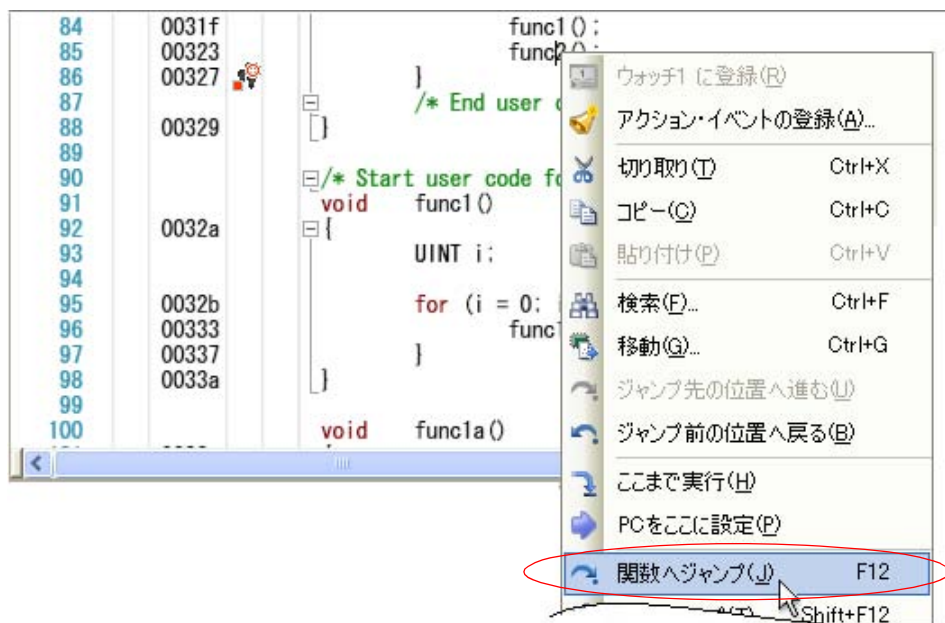 84 0031f func1();
85 00323 func2();
86 00327 }
87 /* End user
88 00329 }
89
90 /* Start user code fo
91 void func1()
92 0032a {
93 UINT i;
94
95 0032b for (i = 0;
96 00333 func
97 00337 }
98 0033a }
99
100 void func1a()
ウォッチ1 に登録(R)
アクション・イベントの登録(A)...
切り取り(T) Ctrl+X
コピー(C) Ctrl+C
貼り付け(P) Ctrl+V
検索(F)... Ctrl+F
移動(G)... Ctrl+G
ジャンプ先の位置へ進む(U)
ジャンプ前の位置へ戻る(B)
ここまで実行(H)
PCをここに設定(P)
関数へジャンプ(J) F12
Shift+F12